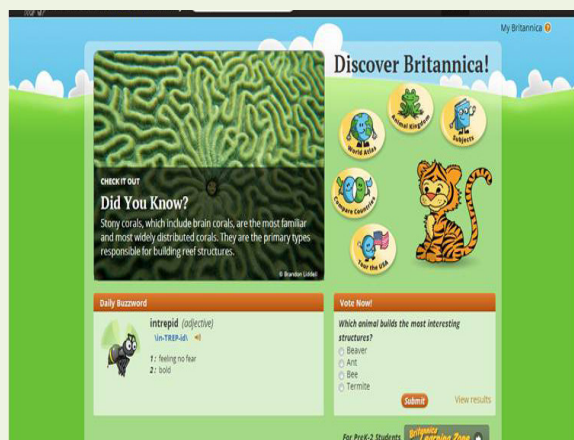 My Britannica ?
Discover Britannica!
Animal Kingdom
World Atlas
Subjects
Compare Countries
Tour the USA
CHECK IT OUT
Did You Know?
Stony corals, which include brain corals, are the most familiar
and most widely distributed corals. They are the primary types
responsible for building reef structures.
© Brandon Liddell
Daily Buzzword
intrepid (adjective)
\in-TREP-id\
1 : feeling no fear
2 : bold
Vote Now!
Which animal builds the most interesting
structures?
Beaver
Ant
Bee
Termite
Submit
View results
For PreK-2 Students
Britannica
Learning Zone